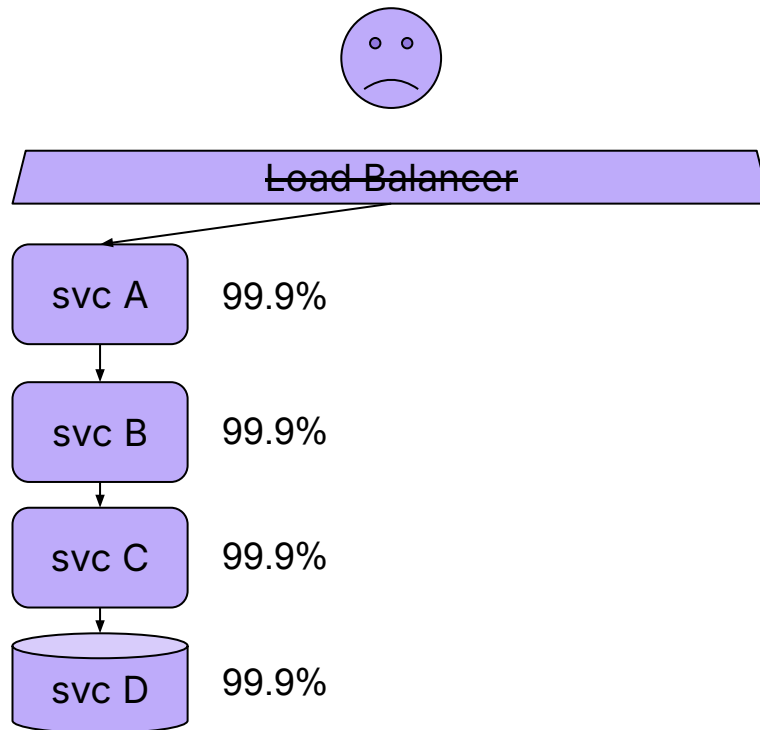 Load Balancer
svc A 99.9%
svc B 99.9%
svc C 99.9%
svc D 99.9%